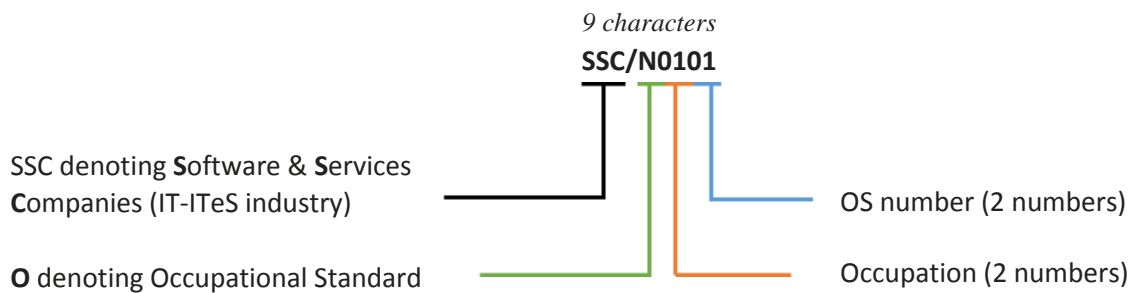 9 characters
SSC/N0101
SSC denoting Software & Services
Companies (IT-ITeS industry)
OS number (2 numbers)
O denoting Occupational Standard
Occupation (2 numbers)